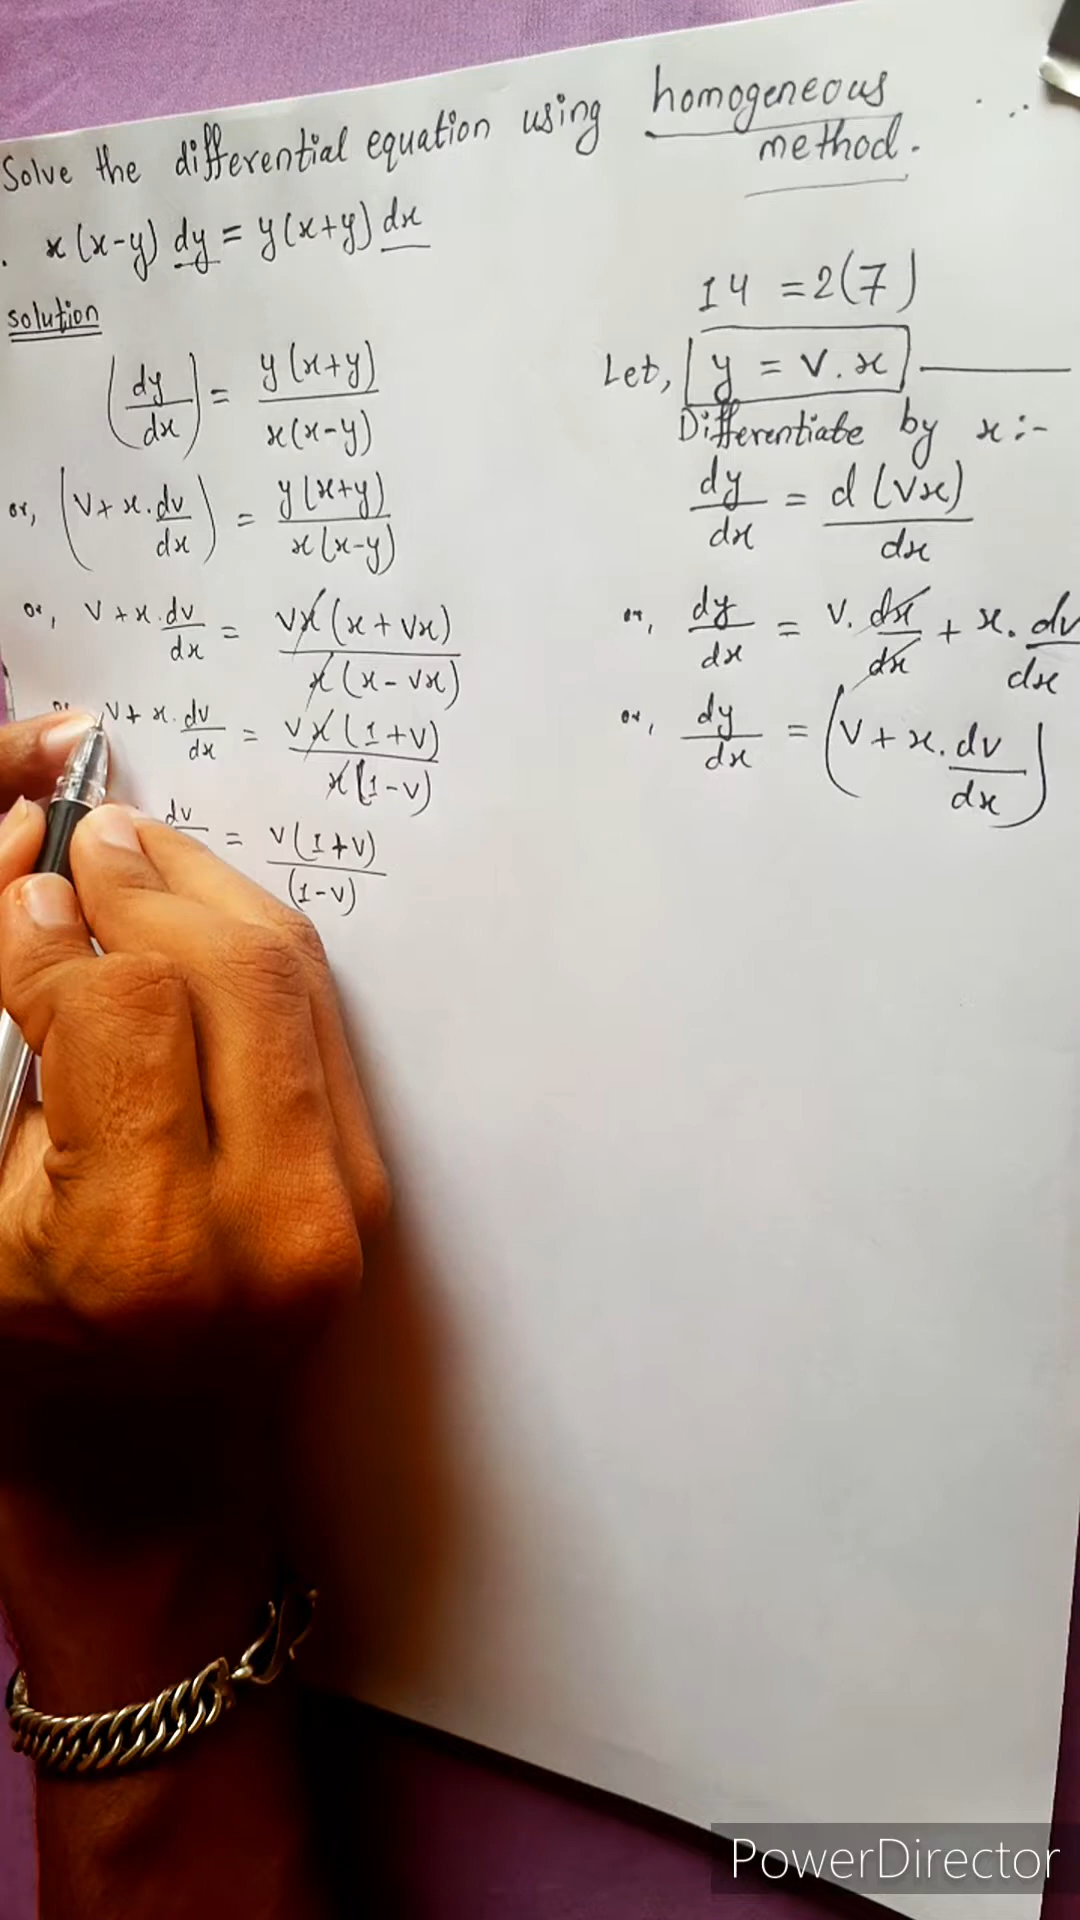 Solve the differential equation using homogeneous
method.
. x(x-y) dy = y(x+y) dx
solution
(dy/dx) = y(x+y)/x(x-y)
or, (v+ x.dv/dx) = y(x+y)/x(x-y)
or, v+x.dv/dx = vx(x+vx)/x(x-vx)
v+ x.dv/dx = vx(1+v)/x(1-v)
dv = v(1+v)/(1-v)
14 = 2(7)
Let, y = v.x
Differentiate by x:-
dy/dx = d(vx)/dx
or, dy/dx = v.dx/dx + x.dv/dx
or, dy/dx = (v+x.dv/dx)
PowerDirector